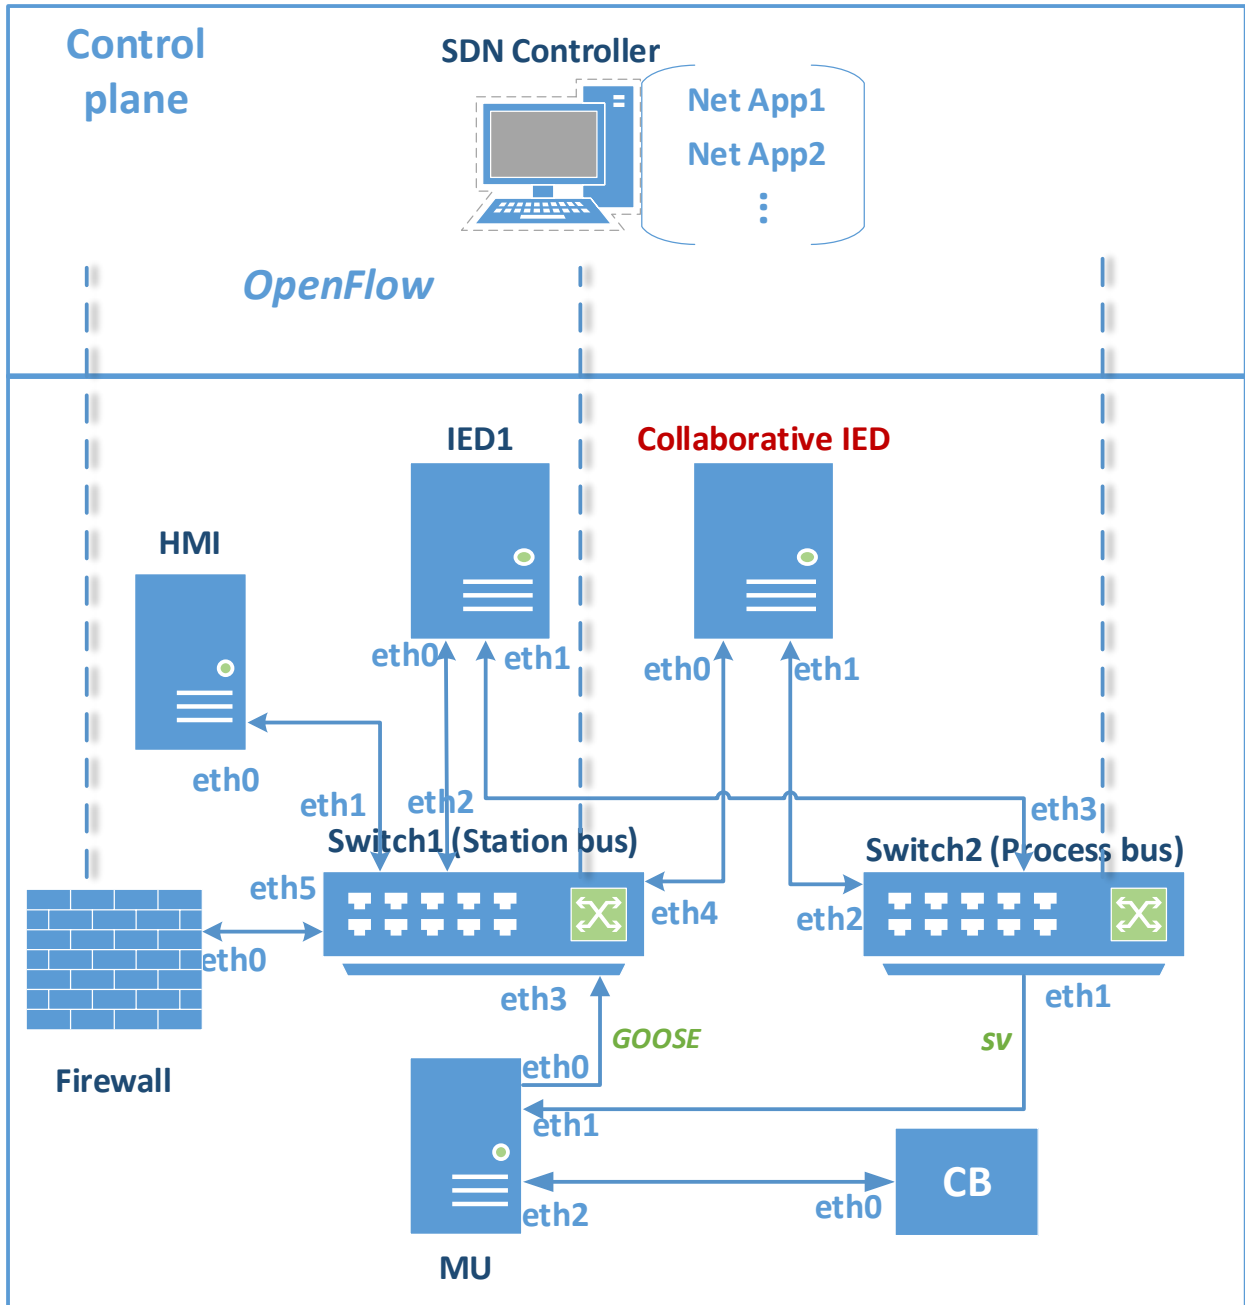 Control
plane
SDN Controller
Net App1
Net App2
OpenFlow
IED1
Collaborative IED
HMI
eth0
eth1
eth0
eth1
eth0
eth1
eth2
eth3
Switch1 (Station bus)
Switch2 (Process bus)
eth5
eth4
eth2
eth0
eth3
eth1
GOOSE
sv
Firewall
eth0
eth1
CB
eth2
eth0
MU